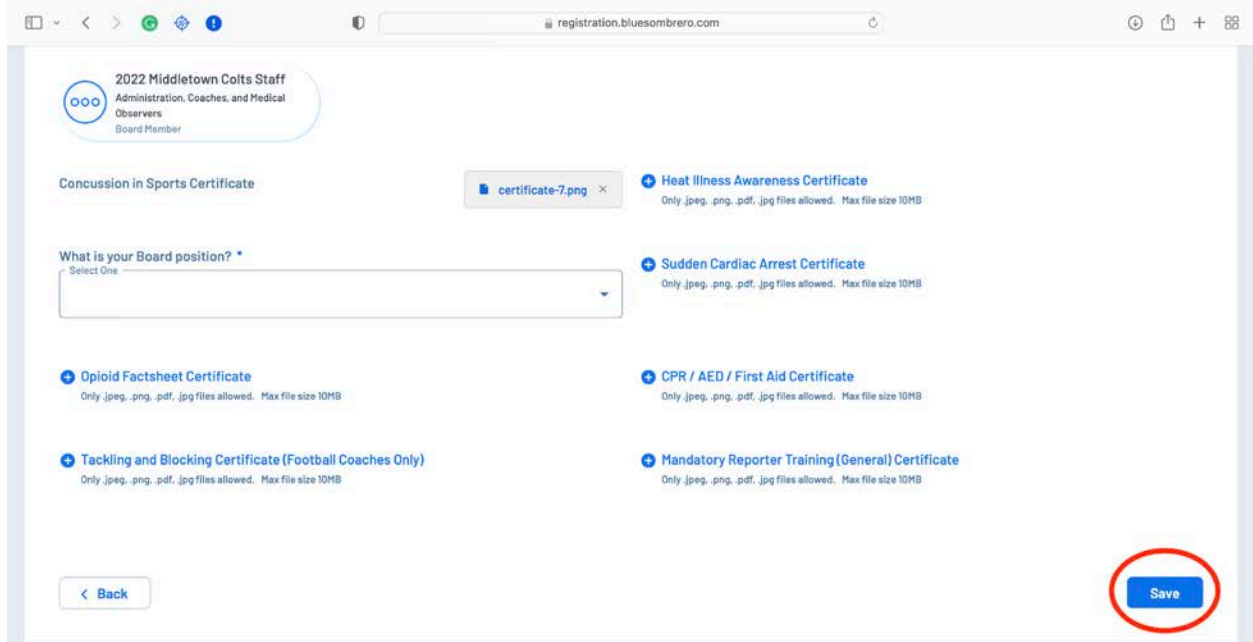 registration.bluesombrero.com
2022 Middletown Colts Staff
Administration, Coaches, and Medical
Observers
Board Member
Concussion in Sports Certificate
certificate-7.png ×
Heat Illness Awareness Certificate
Only .jpeg, .png, .pdf, .jpg files allowed. Max file size 10MB
What is your Board position? *
Select One
Sudden Cardiac Arrest Certificate
Only .jpeg, .png, .pdf, .jpg files allowed. Max file size 10MB
Opioid Factsheet Certificate
Only .jpeg, .png, .pdf, .jpg files allowed. Max file size 10MB
CPR / AED / First Aid Certificate
Only .jpeg, .png, .pdf, .jpg files allowed. Max file size 10MB
Tackling and Blocking Certificate (Football Coaches Only)
Only .jpeg, .png, .pdf, .jpg files allowed. Max file size 10MB
Mandatory Reporter Training (General) Certificate
Only .jpeg, .png, .pdf, .jpg files allowed. Max file size 10MB
< Back
Save